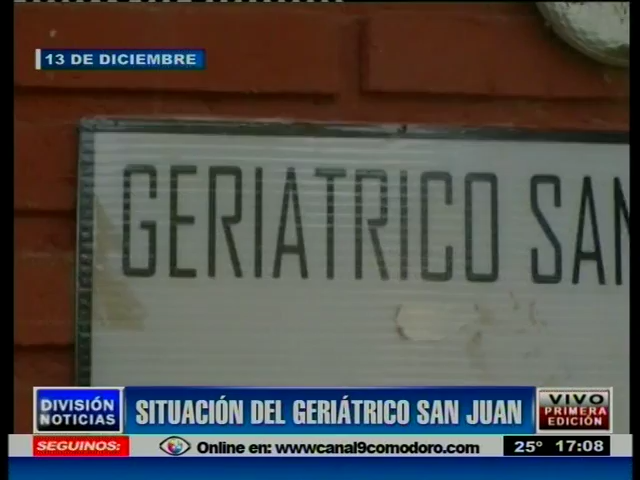 13 DE DICIEMBRE
GERIATRICO SAN
DIVISIÓN
NOTICIAS
SITUACIÓN DEL GERIÁTRICO SAN JUAN
VIVO
PRIMERA
EDICIÓN
SEGUINOS:
Online en: www.canal9comodoro.com
25° 17:08